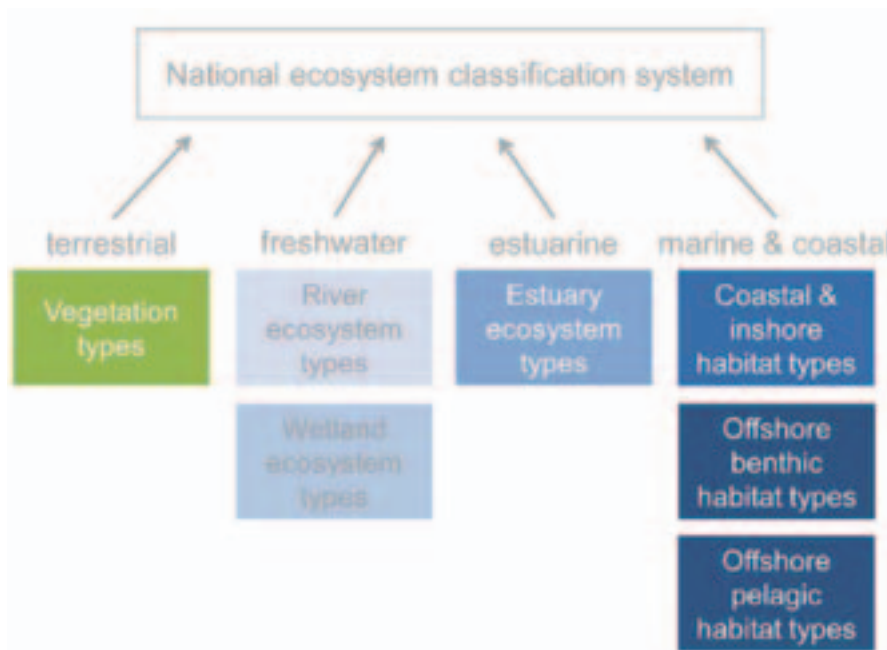 National ecosystem classification system
terrestrial
Vegetation
types
freshwater
River
ecosystem
types
Wetland
ecosystem
types
estuarine
Estuary
ecosystem
types
marine & coastal
Coastal &
inshore
habitat types
Offshore
benthic
habitat types
Offshore
pelagic
habitat types